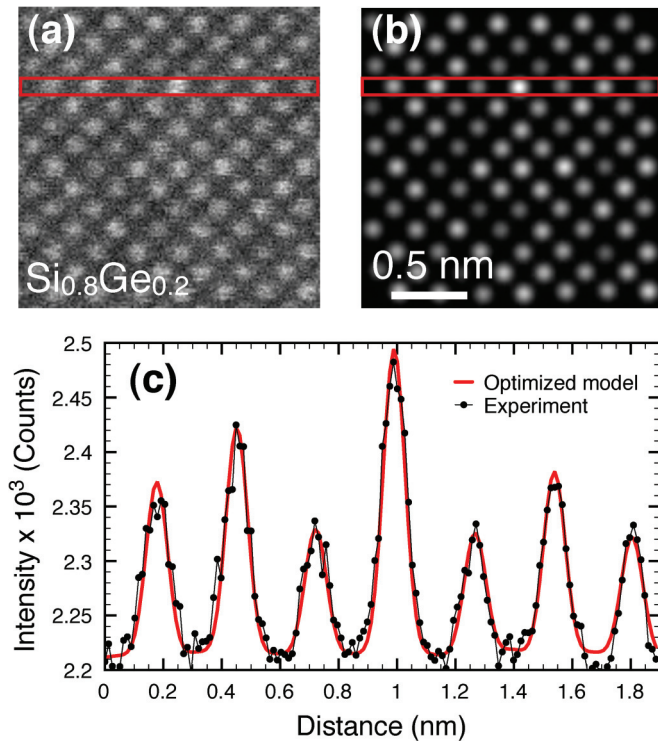 (a)
(b)
Si₀.₈Ge₀.₂
0.5 nm
(c)
2.5
2.45
2.4
2.35
2.3
2.25
2.2
Intensity x 10³ (Counts)
Optimized model
Experiment
0 0.2 0.4 0.6 0.8 1 1.2 1.4 1.6 1.8
Distance (nm)